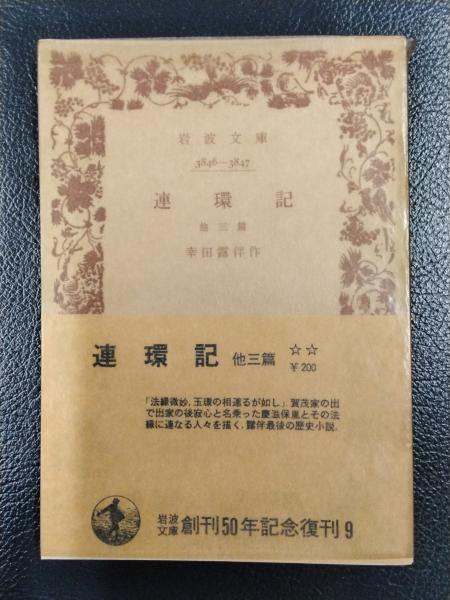 岩波文庫
3846—3847
連環記
他三篇
幸田露伴作
連環記 他三篇 ☆☆
￥200
「法縁微妙，玉環の相連るが如し」賀茂家の出
で出家の後寂心と名乗った慶滋保胤とその法
縁に連なる人々を描く，露伴最後の歴史小説。
岩波
文庫 創刊50年記念復刊9